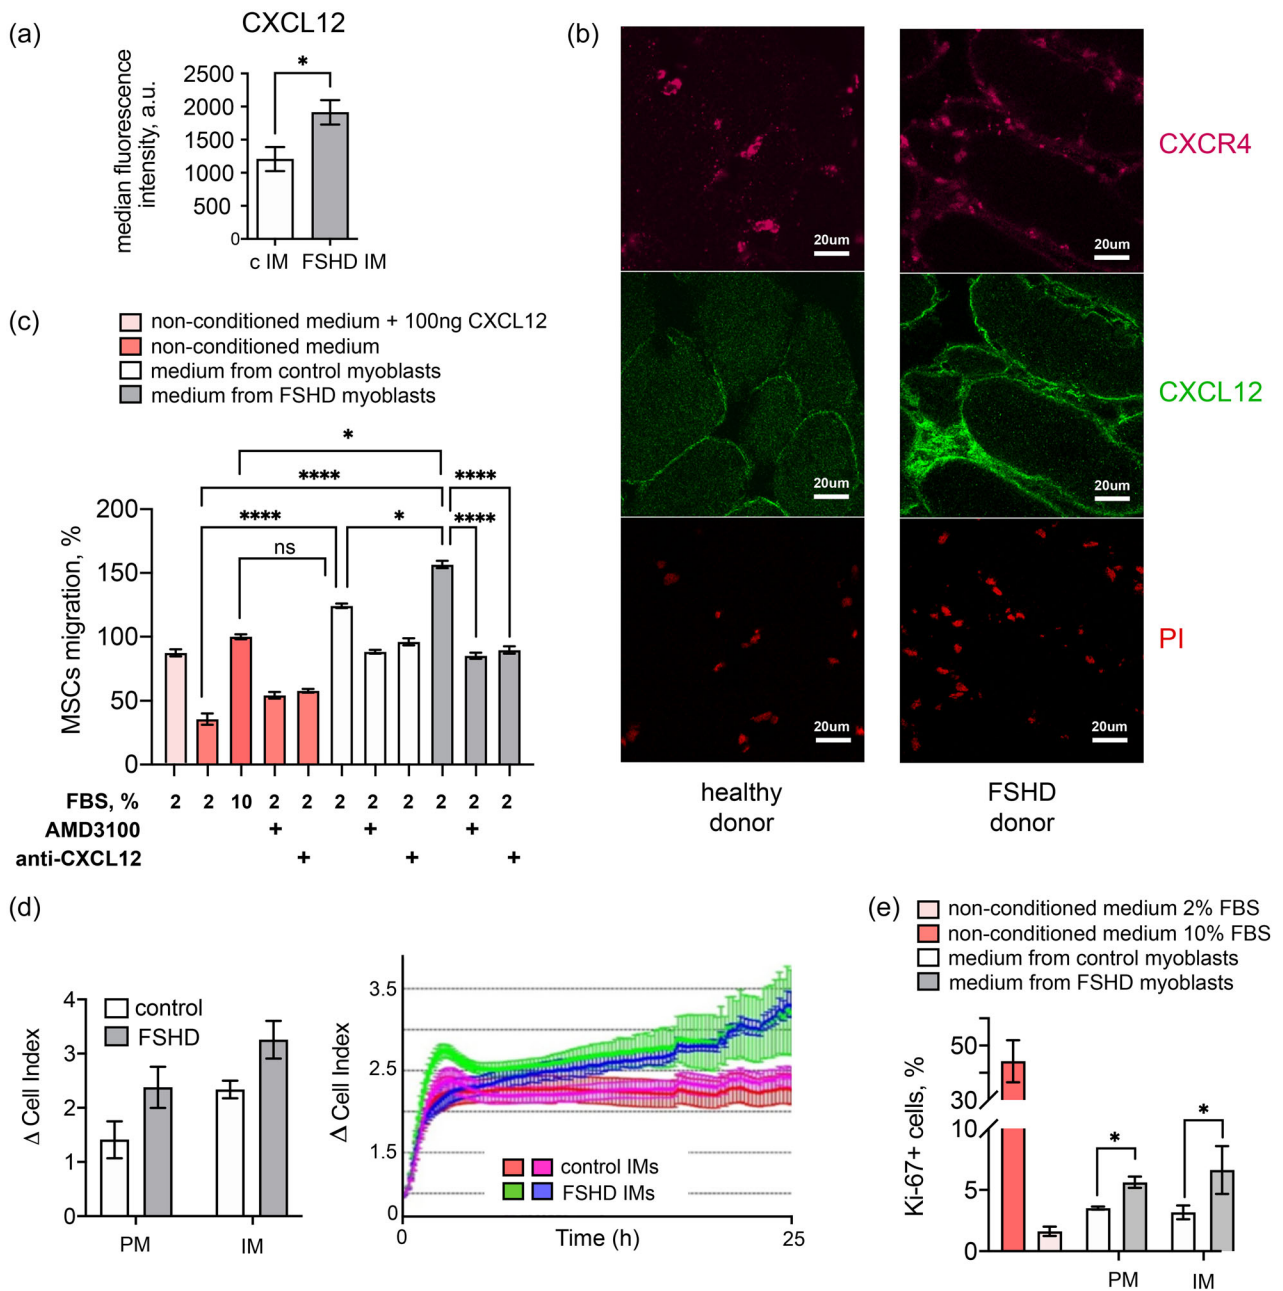 (a)
CXCL12
median fluorescence
intensity, a.u.
2500
2000
1500
1000
500
0
*
c IM FSHD IM
(b)
CXCR4
CXCL12
PI
20um
20um
20um
20um
20um
20um
healthy
donor
FSHD
donor
(c)
non-conditioned medium + 100ng CXCL12
non-conditioned medium
medium from control myoblasts
medium from FSHD myoblasts
*
**** ****
**** * ****
ns
MSCs migration, %
200
150
100
50
0
FBS, % 2 2 10 2 2 2 2 2 2 2 2
AMD3100 + + +
anti-CXCL12 + + +
(d)
Δ Cell Index
4
3
2
1
0
control
FSHD
PM IM
Δ Cell Index
3.5
2.5
1.5
0
control IMs
FSHD IMs
0 Time (h) 25
(e)
non-conditioned medium 2% FBS
non-conditioned medium 10% FBS
medium from control myoblasts
medium from FSHD myoblasts
Ki-67+ cells, %
50
30
10
5
0
* *
PM IM